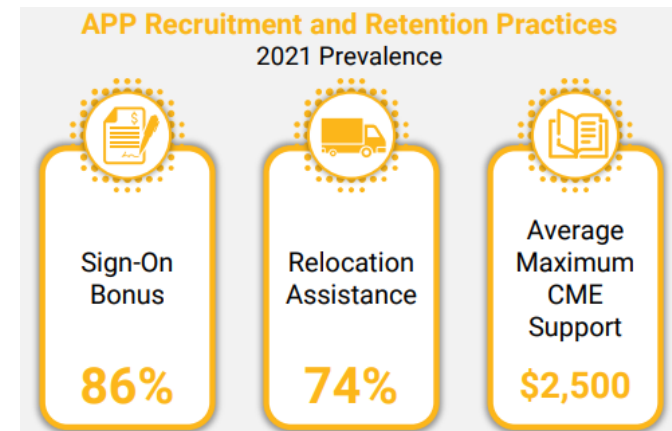 APP Recruitment and Retention Practices
2021 Prevalence
$
Sign-On
Bonus
86%
Relocation
Assistance
74%
Average
Maximum
CME
Support
$2,500